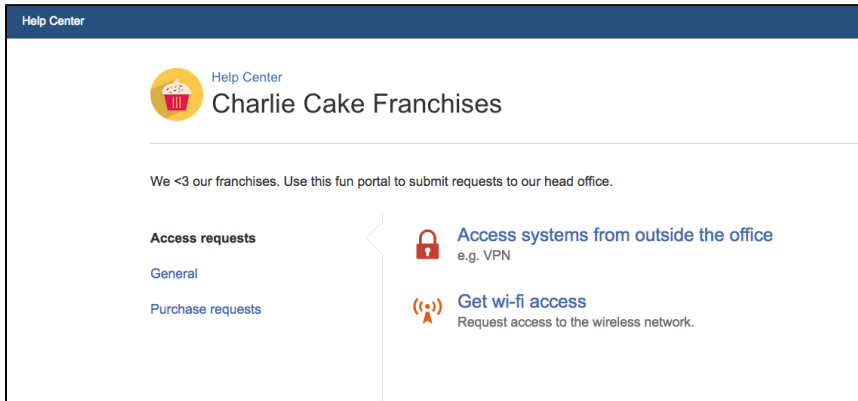 Help Center
Help Center
Charlie Cake Franchises
We <3 our franchises. Use this fun portal to submit requests to our head office.
Access requests
General
Purchase requests
Access systems from outside the office
e.g. VPN
Get wi-fi access
Request access to the wireless network.